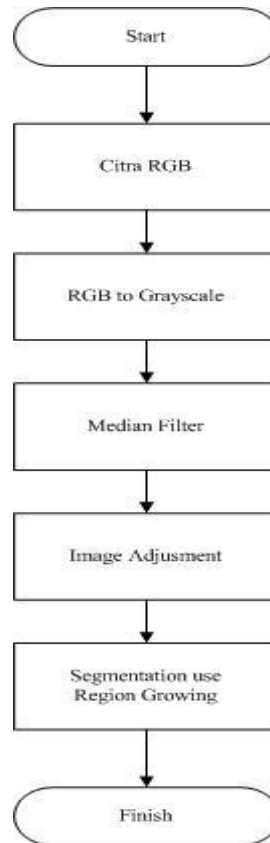 Start
Citra RGB
RGB to Grayscale
Median Filter
Image Adjusment
Segmentation use
Region Growing
Finish